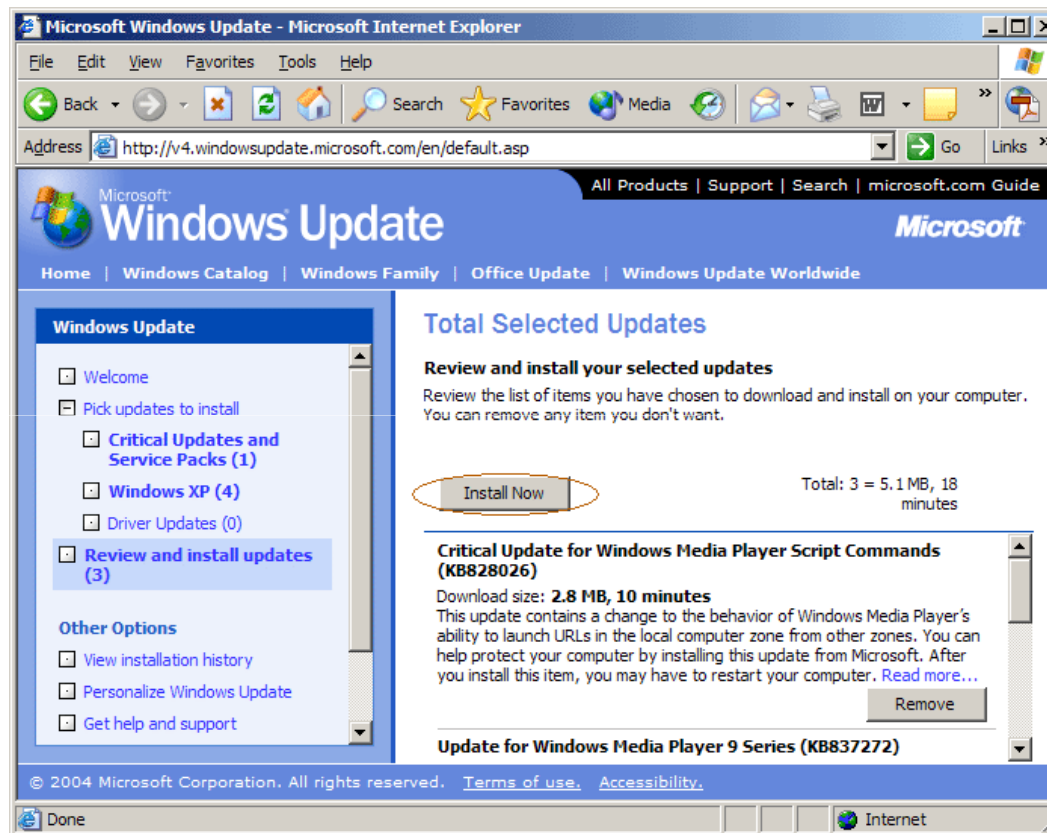 Microsoft Windows Update - Microsoft Internet Explorer
File Edit View Favorites Tools Help
Back Search Favorites Media
Address http://v4.windowsupdate.microsoft.com/en/default.asp Go Links
All Products | Support | Search | microsoft.com Guide
Microsoft
Windows Update
Microsoft
Home | Windows Catalog | Windows Family | Office Update | Windows Update Worldwide
Windows Update
Welcome
Pick updates to install
Critical Updates and
Service Packs (1)
Windows XP (4)
Driver Updates (0)
Review and install updates
(3)
Other Options
View installation history
Personalize Windows Update
Get help and support
Total Selected Updates
Review and install your selected updates
Review the list of items you have chosen to download and install on your computer.
You can remove any item you don't want.
Install Now
Total: 3 = 5.1 MB, 18
minutes
Critical Update for Windows Media Player Script Commands
(KB828026)
Download size: 2.8 MB, 10 minutes
This update contains a change to the behavior of Windows Media Player's
ability to launch URLs in the local computer zone from other zones. You can
help protect your computer by installing this update from Microsoft. After
you install this item, you may have to restart your computer. Read more...
Remove
Update for Windows Media Player 9 Series (KB837272)
© 2004 Microsoft Corporation. All rights reserved. Terms of use. Accessibility.
Done Internet